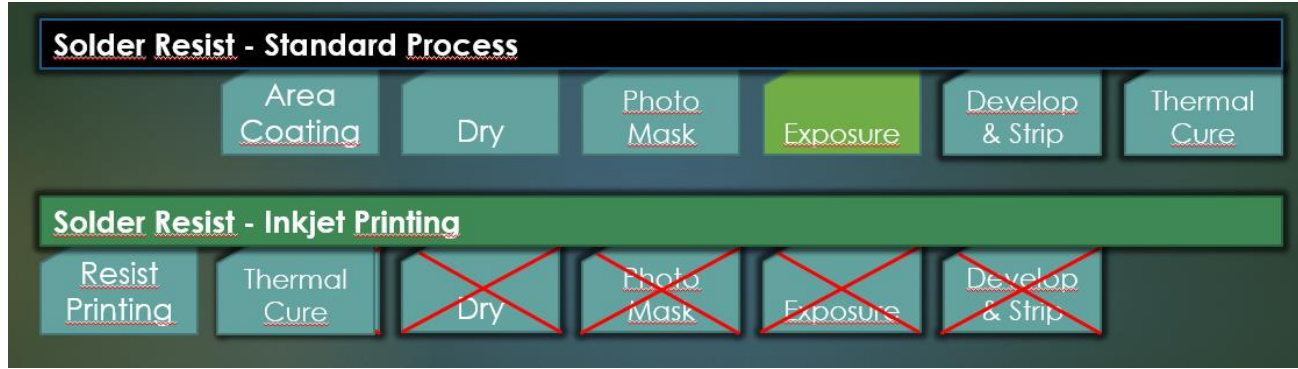 Solder Resist - Standard Process
Area
Coating
Dry
Photo
Mask
Exposure
Develop
& Strip
Thermal
Cure
Solder Resist - Inkjet Printing
Resist
Printing
Thermal
Cure
Dry
Photo
Mask
Exposure
Develop
& Strip